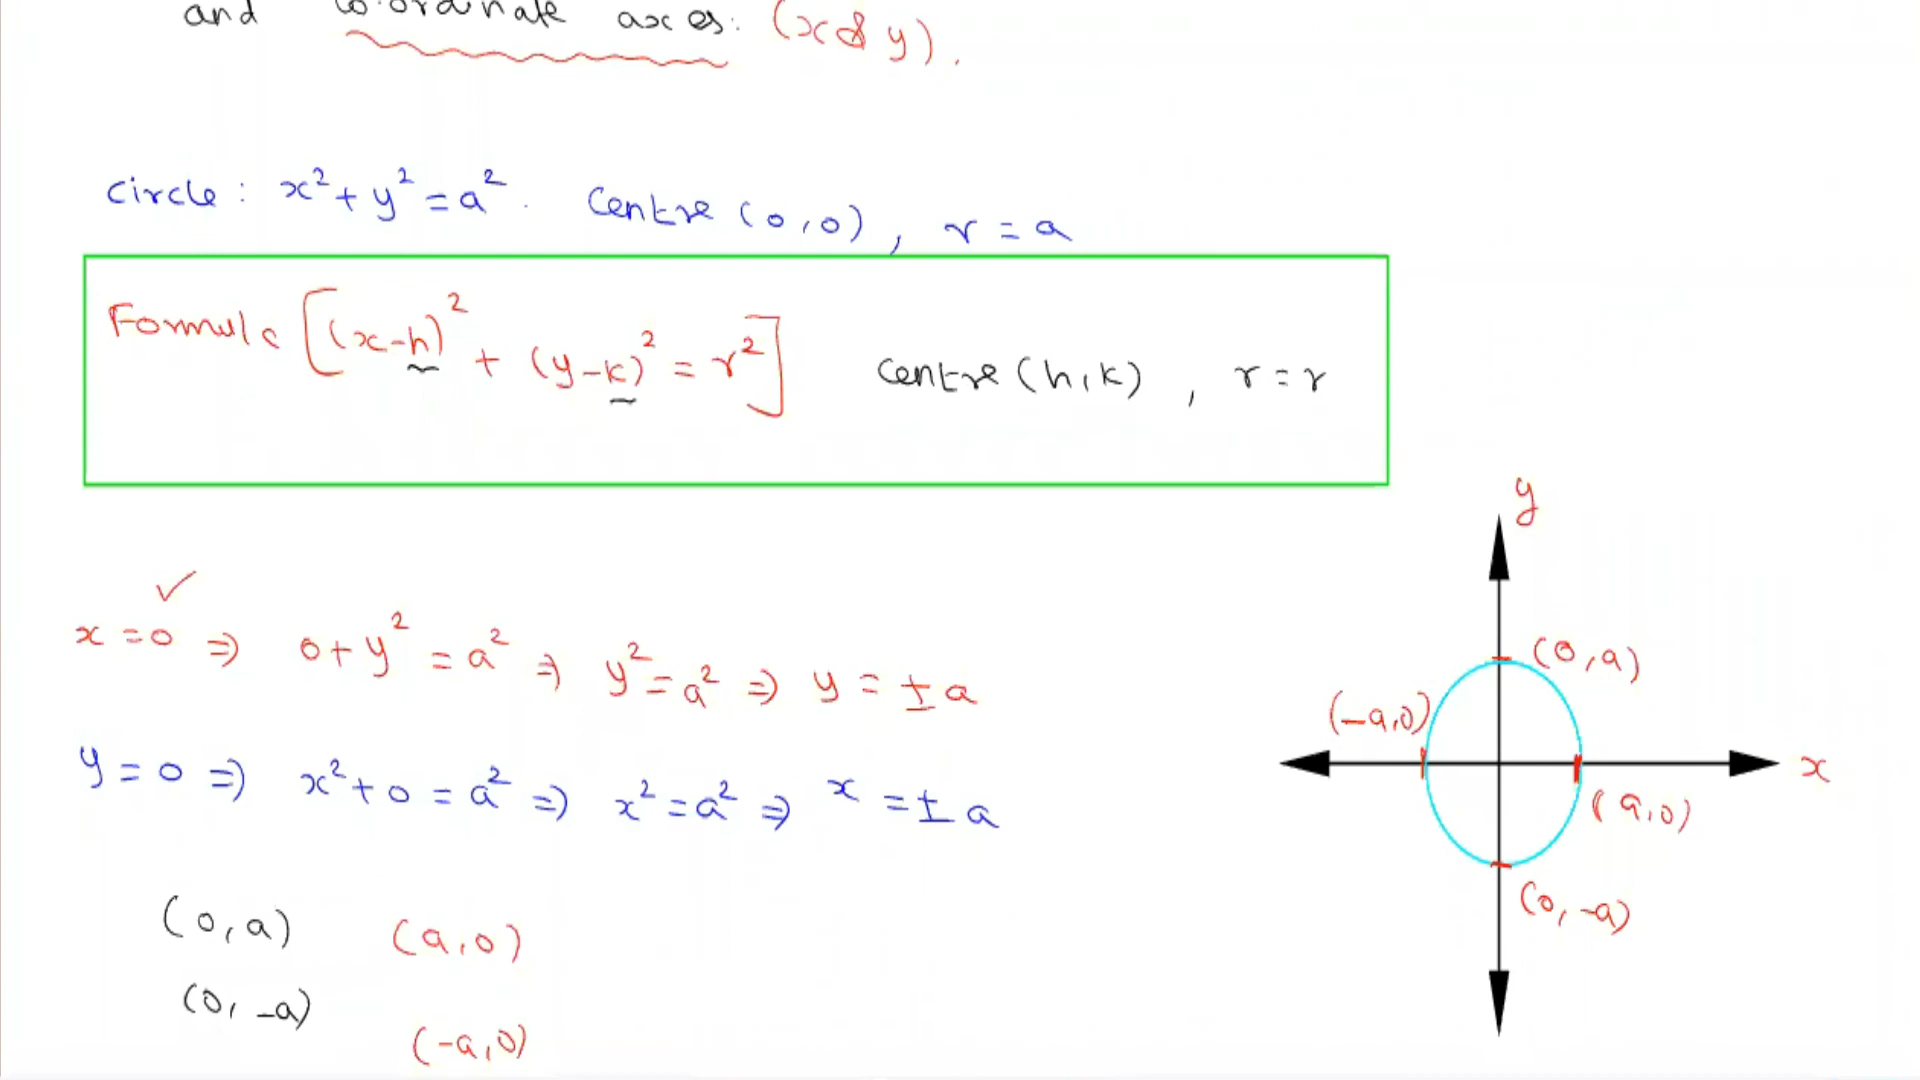 and co-ordinate axes. (x & y).
circle: x² + y² = a². Centre (0,0), r = a
Formula [(x-h)² + (y-k)² = r²] Centre (h,k), r = r
x = 0 ⇒ 0 + y² = a² ⇒ y² = a² ⇒ y = ± a
y = 0 ⇒ x² + 0 = a² ⇒ x² = a² ⇒ x = ± a
(0,a) (a,0)
(0,-a)
(-a,0)
y
(0,a)
(-a,0)
x
(a,0)
(0,-a)